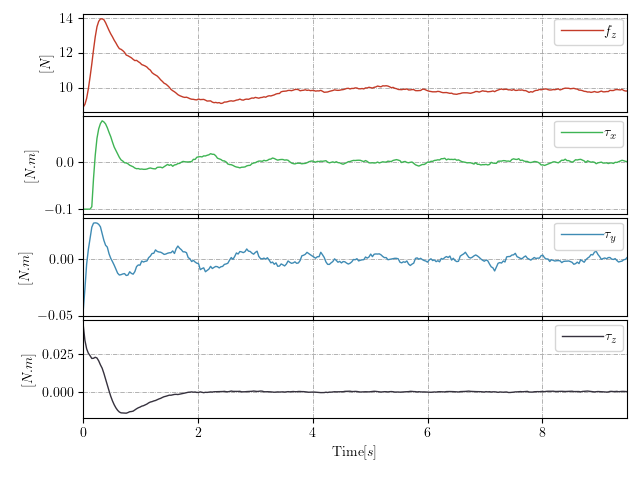 14
12
10
[N]
f_z
0.0
−0.1
[N.m]
τ_x
0.00
−0.05
[N.m]
τ_y
0.025
0.000
[N.m]
τ_z
0 2 4 6 8
Time[s]